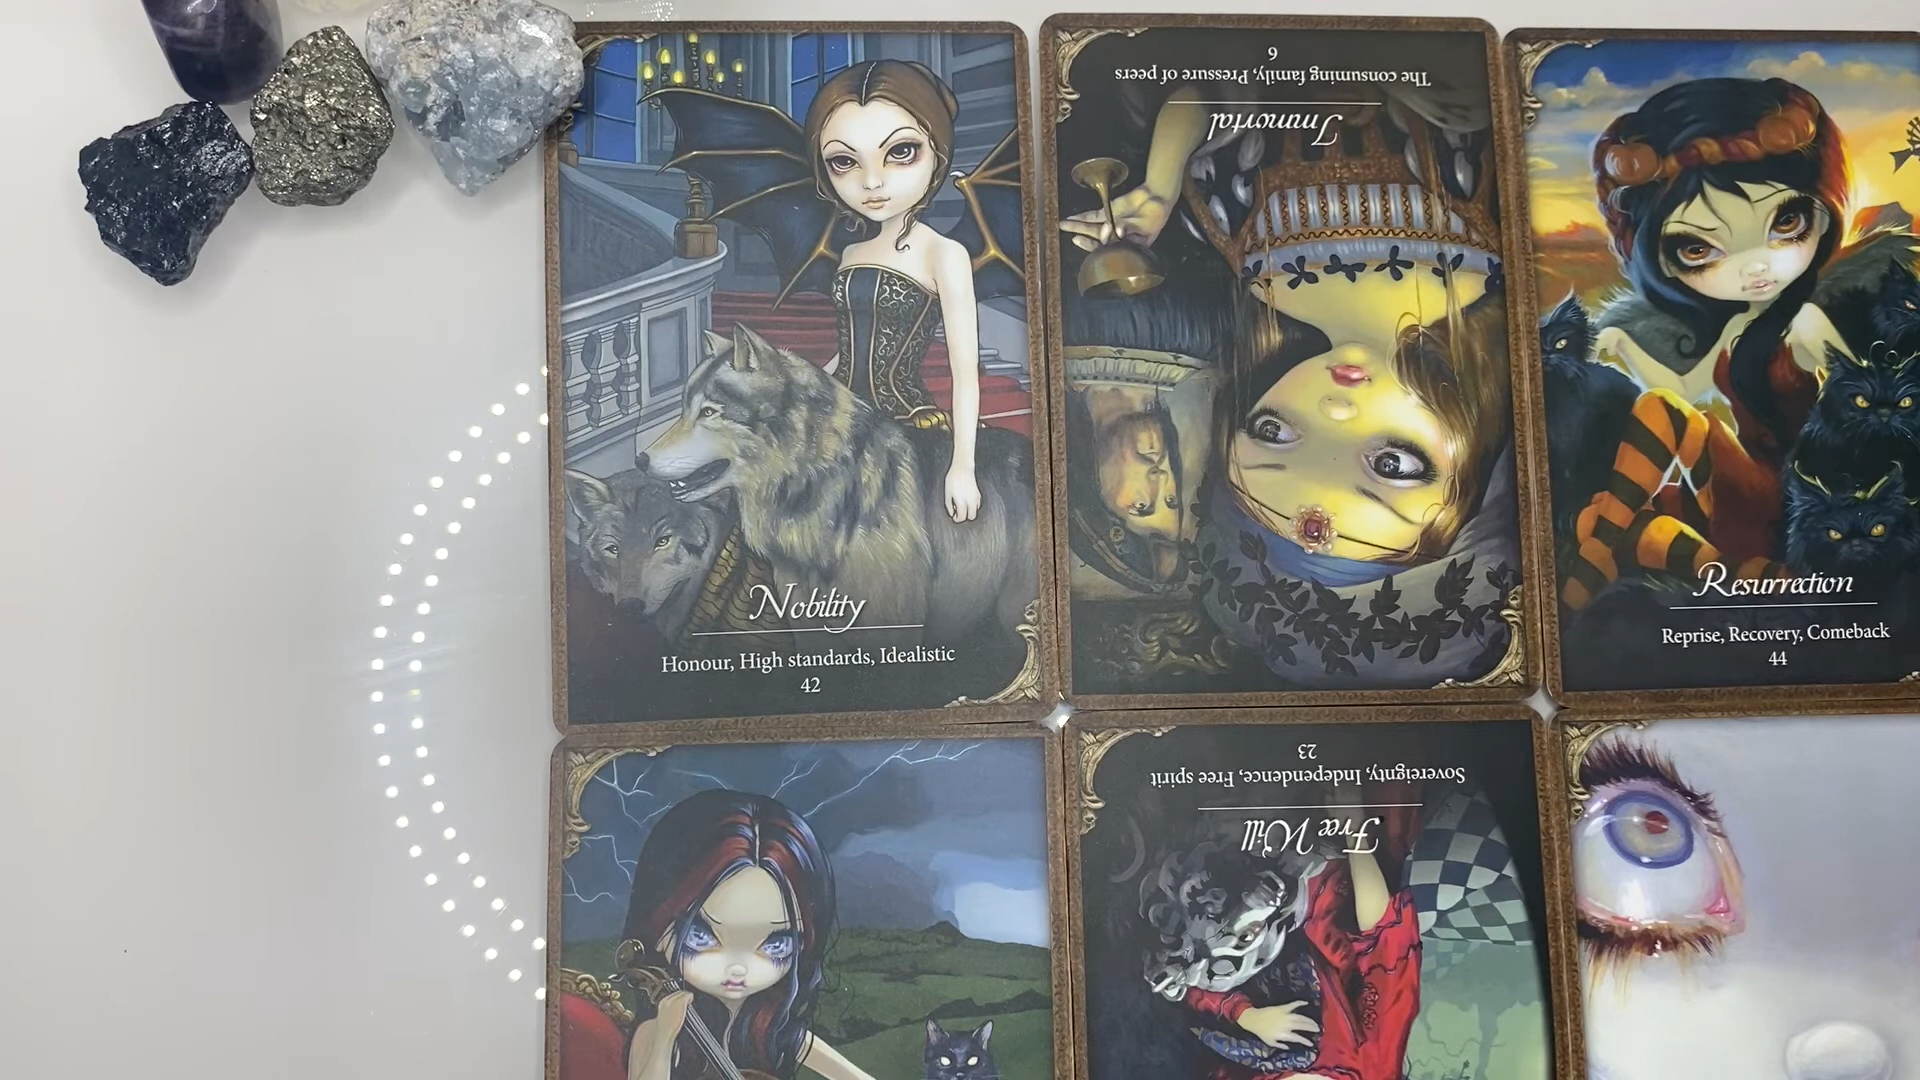 Nobility
Honour, High standards, Idealistic
42
Immortal
The consuming family, Pressure of peers
6
Resurrection
Reprise, Recovery, Comeback
44
Free Will
Sovereignty, Independence, Free spirit
23